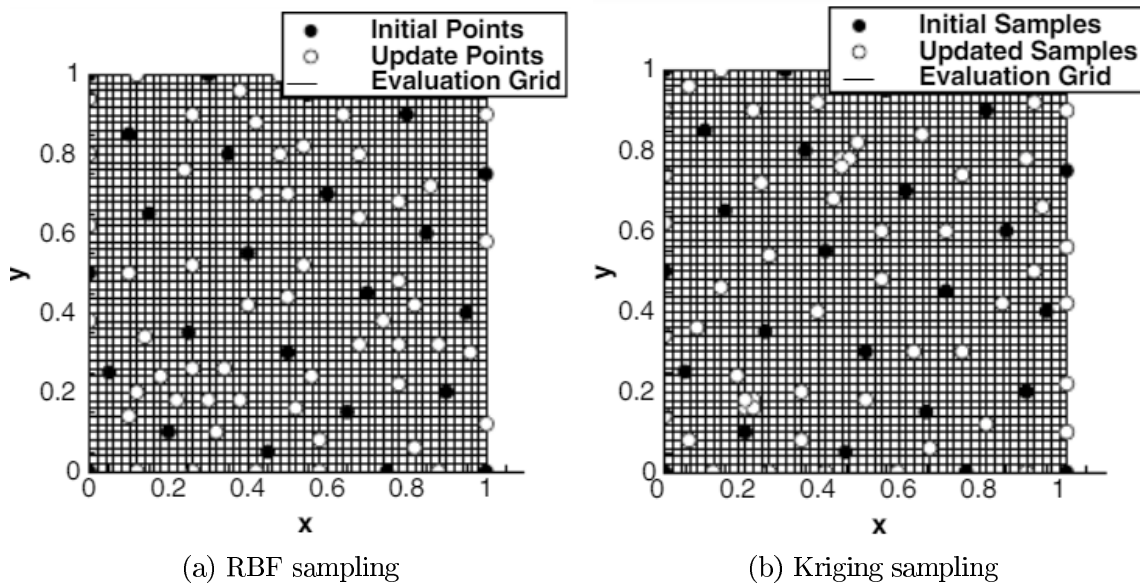 Initial Points
Update Points
Evaluation Grid
1
0.8
0.6
0.4
0.2
0
y
0
0.2
0.4
0.6
0.8
1
x
(a) RBF sampling
Initial Samples
Updated Samples
Evaluation Grid
1
0.8
0.6
0.4
0.2
0
y
0
0.2
0.4
0.6
0.8
1
x
(b) Kriging sampling